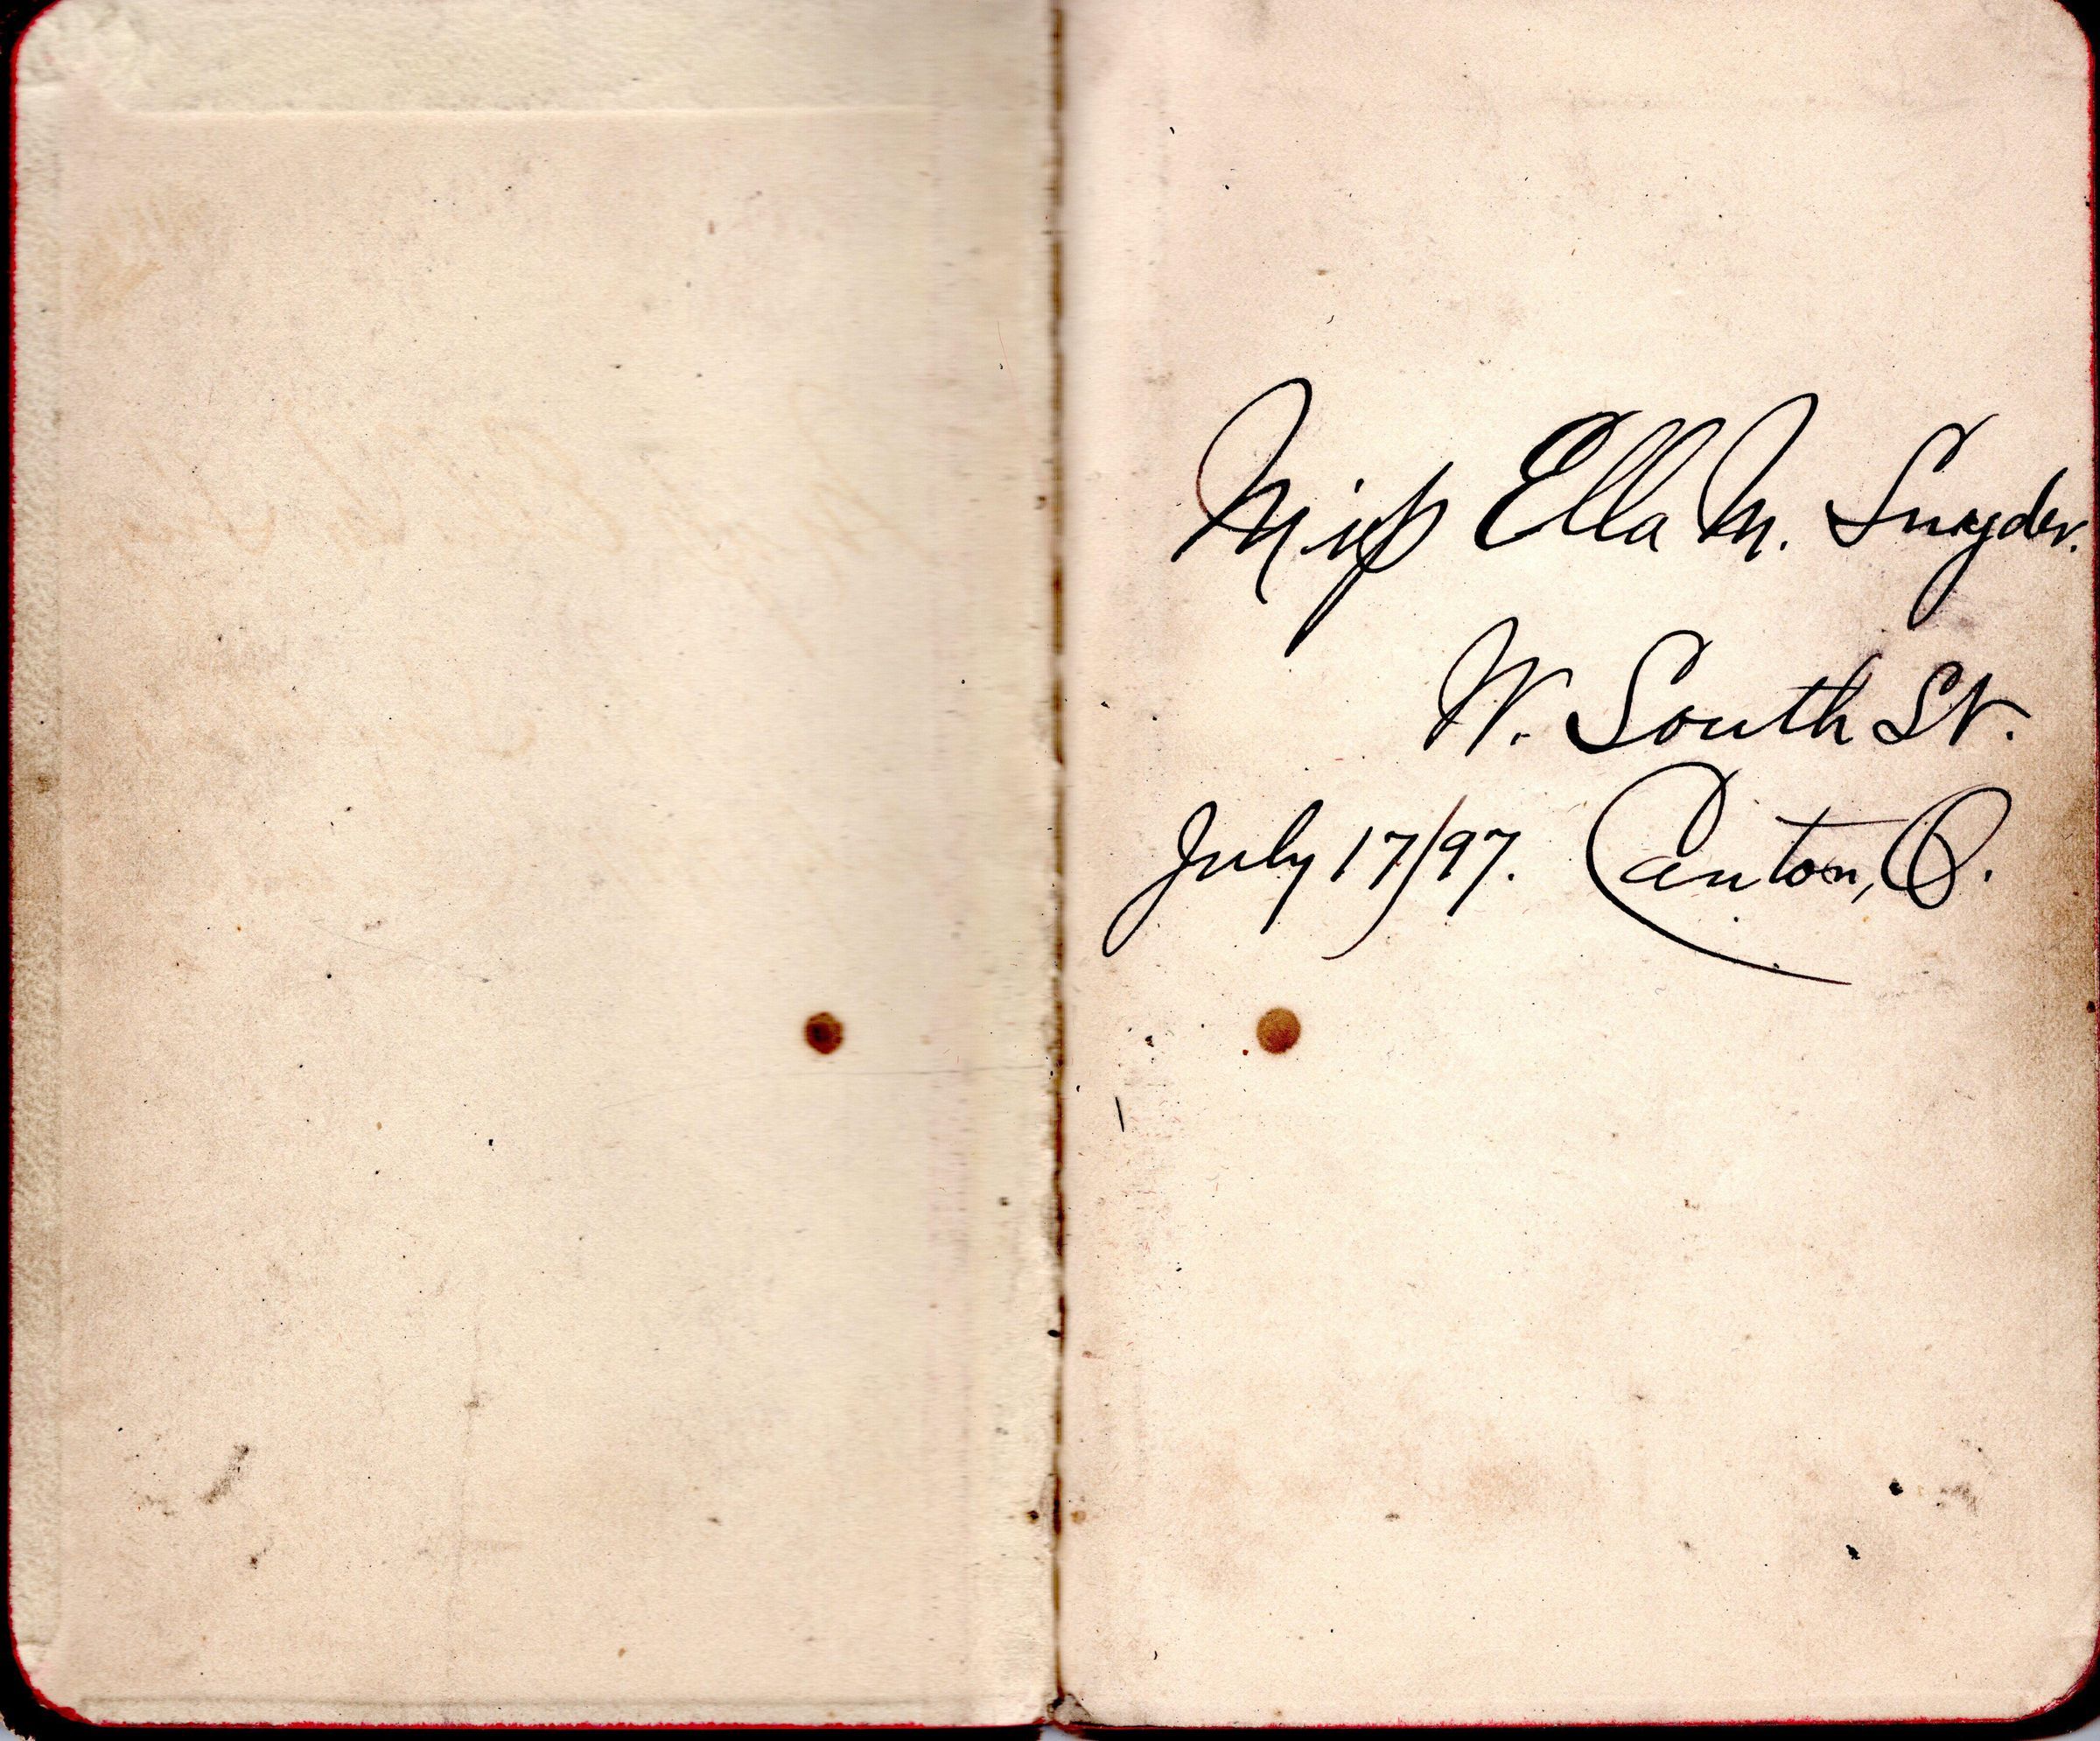 Miss Ella M. Snyder.
W. South St.
July 17/97. Canton, O.